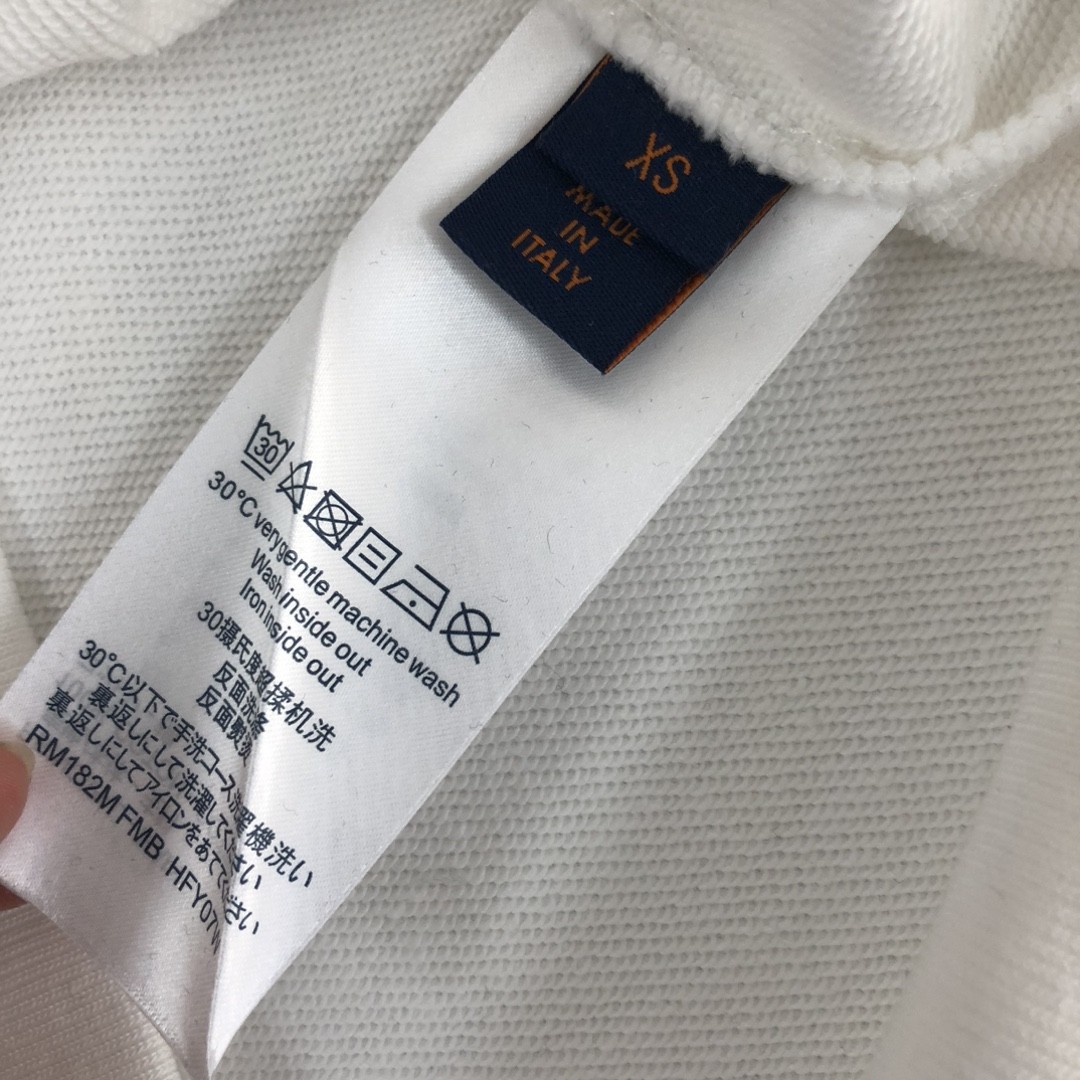 XS
MADE
IN
ITALY
30
30°C very gentle machine wash
Wash inside out
Iron inside out
30摄氏度超揉机洗
反面洗涤
反面熨烫
30℃以下で手洗コース洗濯機洗い
裏返しにして洗濯してください
裏返しにしてアイロンをあててください
RM182M FMB HFY07W